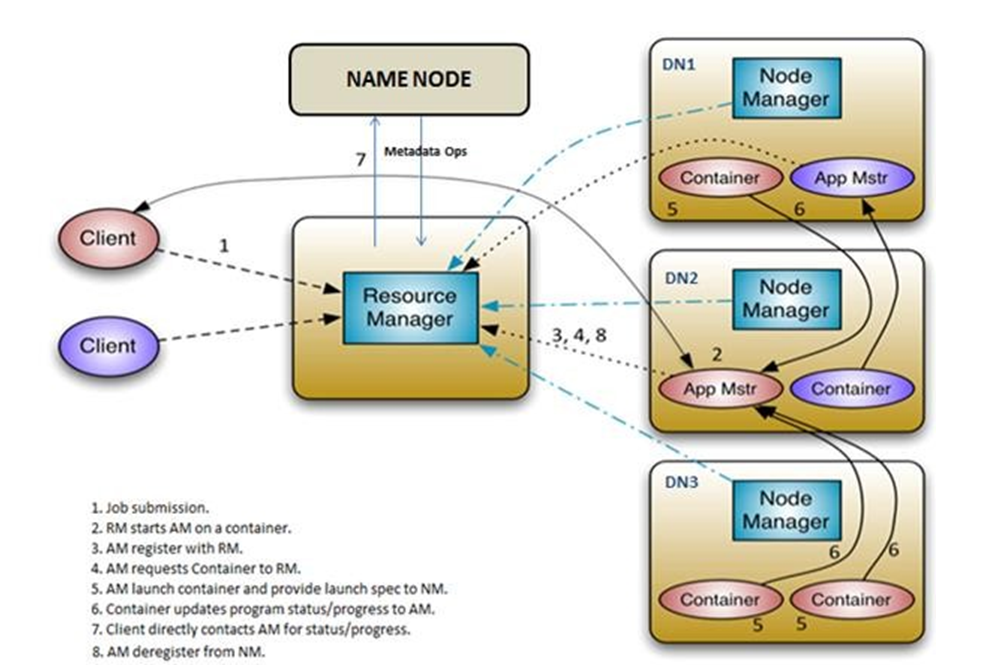 NAME NODE
7
Metadata Ops
Client
1
Client
Resource
Manager
3, 4, 8
DN1
Node
Manager
Container
App Mstr
5
6
DN2
Node
Manager
2
App Mstr
Container
DN3
Node
Manager
6
6
Container
Container
5
5
1. Job submission.
2. RM starts AM on a container.
3. AM register with RM.
4. AM requests Container to RM.
5. AM launch container and provide launch spec to NM.
6. Container updates program status/progress to AM.
7. Client directly contacts AM for status/progress.
8. AM deregister from NM.